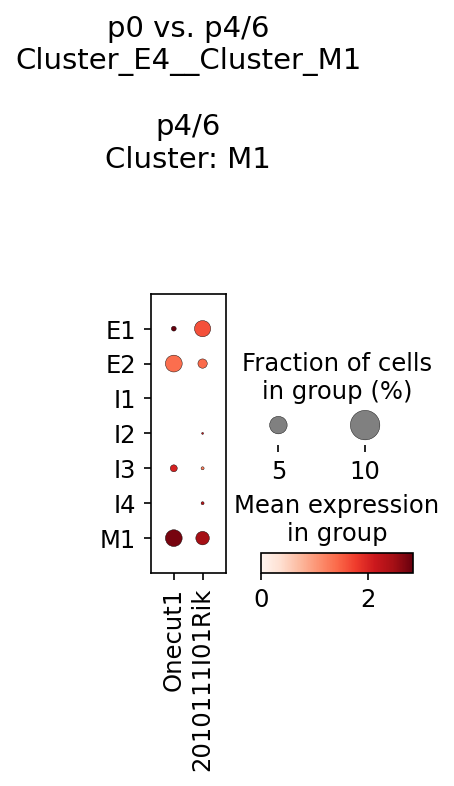 p0 vs. p4/6
Cluster_E4__Cluster_M1
p4/6
Cluster: M1
E1
E2
I1
I2
I3
I4
M1
Onecut1
2010111I01Rik
Fraction of cells
in group (%)
5 10
Mean expression
in group
0 2